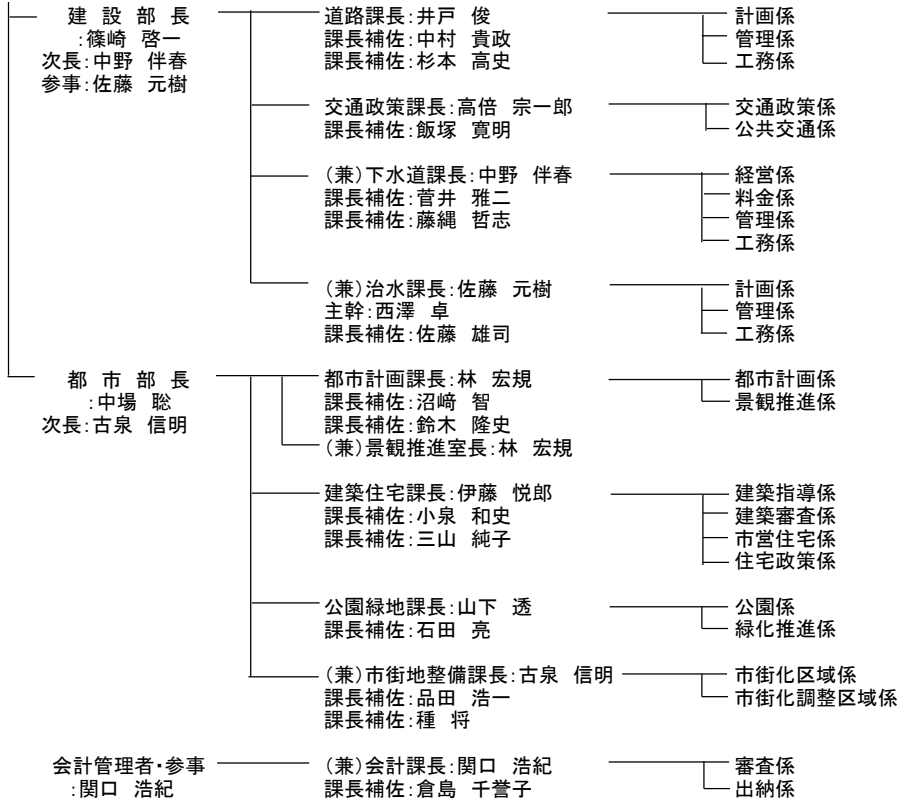 建 設 部 長 道路課長:井戸 俊 計画係
:篠崎 啓一 課長補佐:中村 貴政 管理係
次長:中野 伴春 課長補佐:杉本 高史 工務係
参事:佐藤 元樹
交通政策課長:高倍 宗一郎 交通政策係
課長補佐:飯塚 寛明 公共交通係
(兼)下水道課長:中野 伴春 経営係
課長補佐:菅井 雅二 料金係
課長補佐:藤縄 哲志 管理係
工務係
(兼)治水課長:佐藤 元樹 計画係
主幹:西澤 卓 管理係
課長補佐:佐藤 雄司 工務係
都 市 部 長 都市計画課長:林 宏規 都市計画係
:中場 聡 課長補佐:沼﨑 智 景観推進係
次長:古泉 信明 課長補佐:鈴木 隆史
(兼)景観推進室長:林 宏規
建築住宅課長:伊藤 悦郎 建築指導係
課長補佐:小泉 和史 建築審査係
課長補佐:三山 純子 市営住宅係
住宅政策係
公園緑地課長:山下 透 公園係
課長補佐:石田 亮 緑化推進係
(兼)市街地整備課長:古泉 信明 市街化区域係
課長補佐:品田 浩一 市街化調整区域係
課長補佐:種 将
会計管理者・参事 (兼)会計課長:関口 浩紀 審査係
:関口 浩紀 課長補佐:倉島 千誉子 出納係